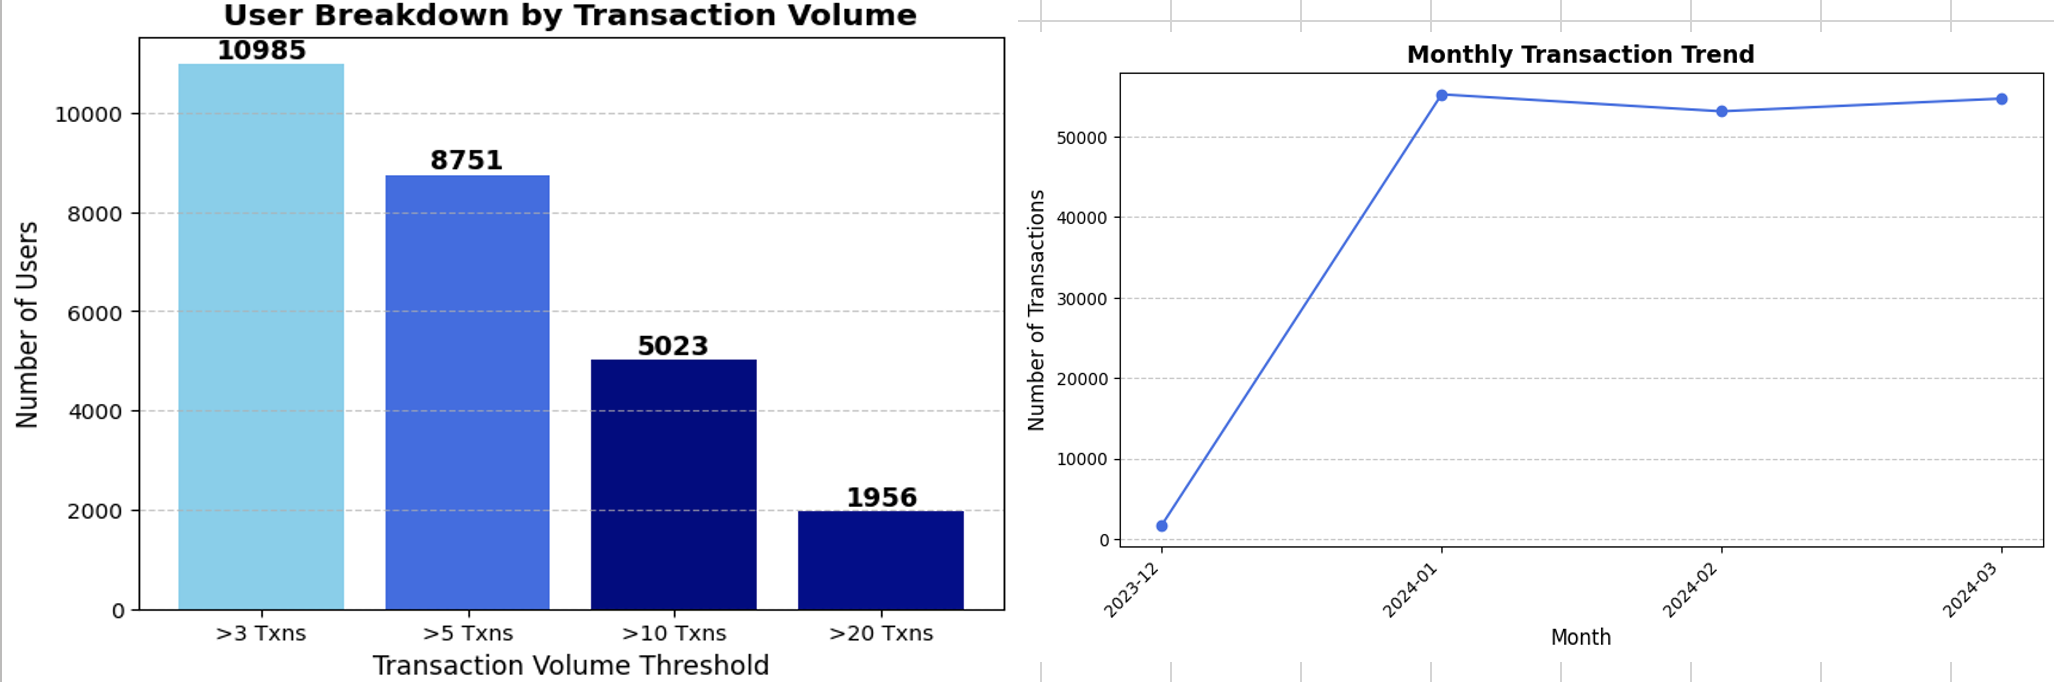 User Breakdown by Transaction Volume
10985
8751
5023
1956
10000
8000
6000
4000
2000
0
Number of Users
>3 Txns
>5 Txns
>10 Txns
>20 Txns
Transaction Volume Threshold
Monthly Transaction Trend
50000
40000
30000
20000
10000
0
Number of Transactions
2023-12
2024-01
2024-02
2024-03
Month